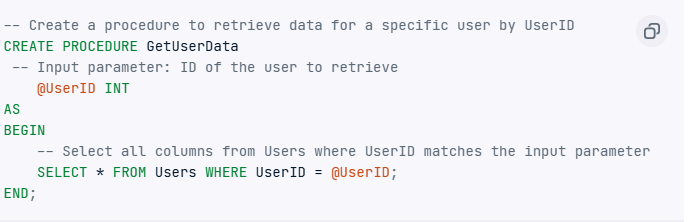 -- Create a procedure to retrieve data for a specific user by UserID
CREATE PROCEDURE GetUserData
-- Input parameter: ID of the user to retrieve
@UserID INT
AS
BEGIN
-- Select all columns from Users where UserID matches the input parameter
SELECT * FROM Users WHERE UserID = @UserID;
END;